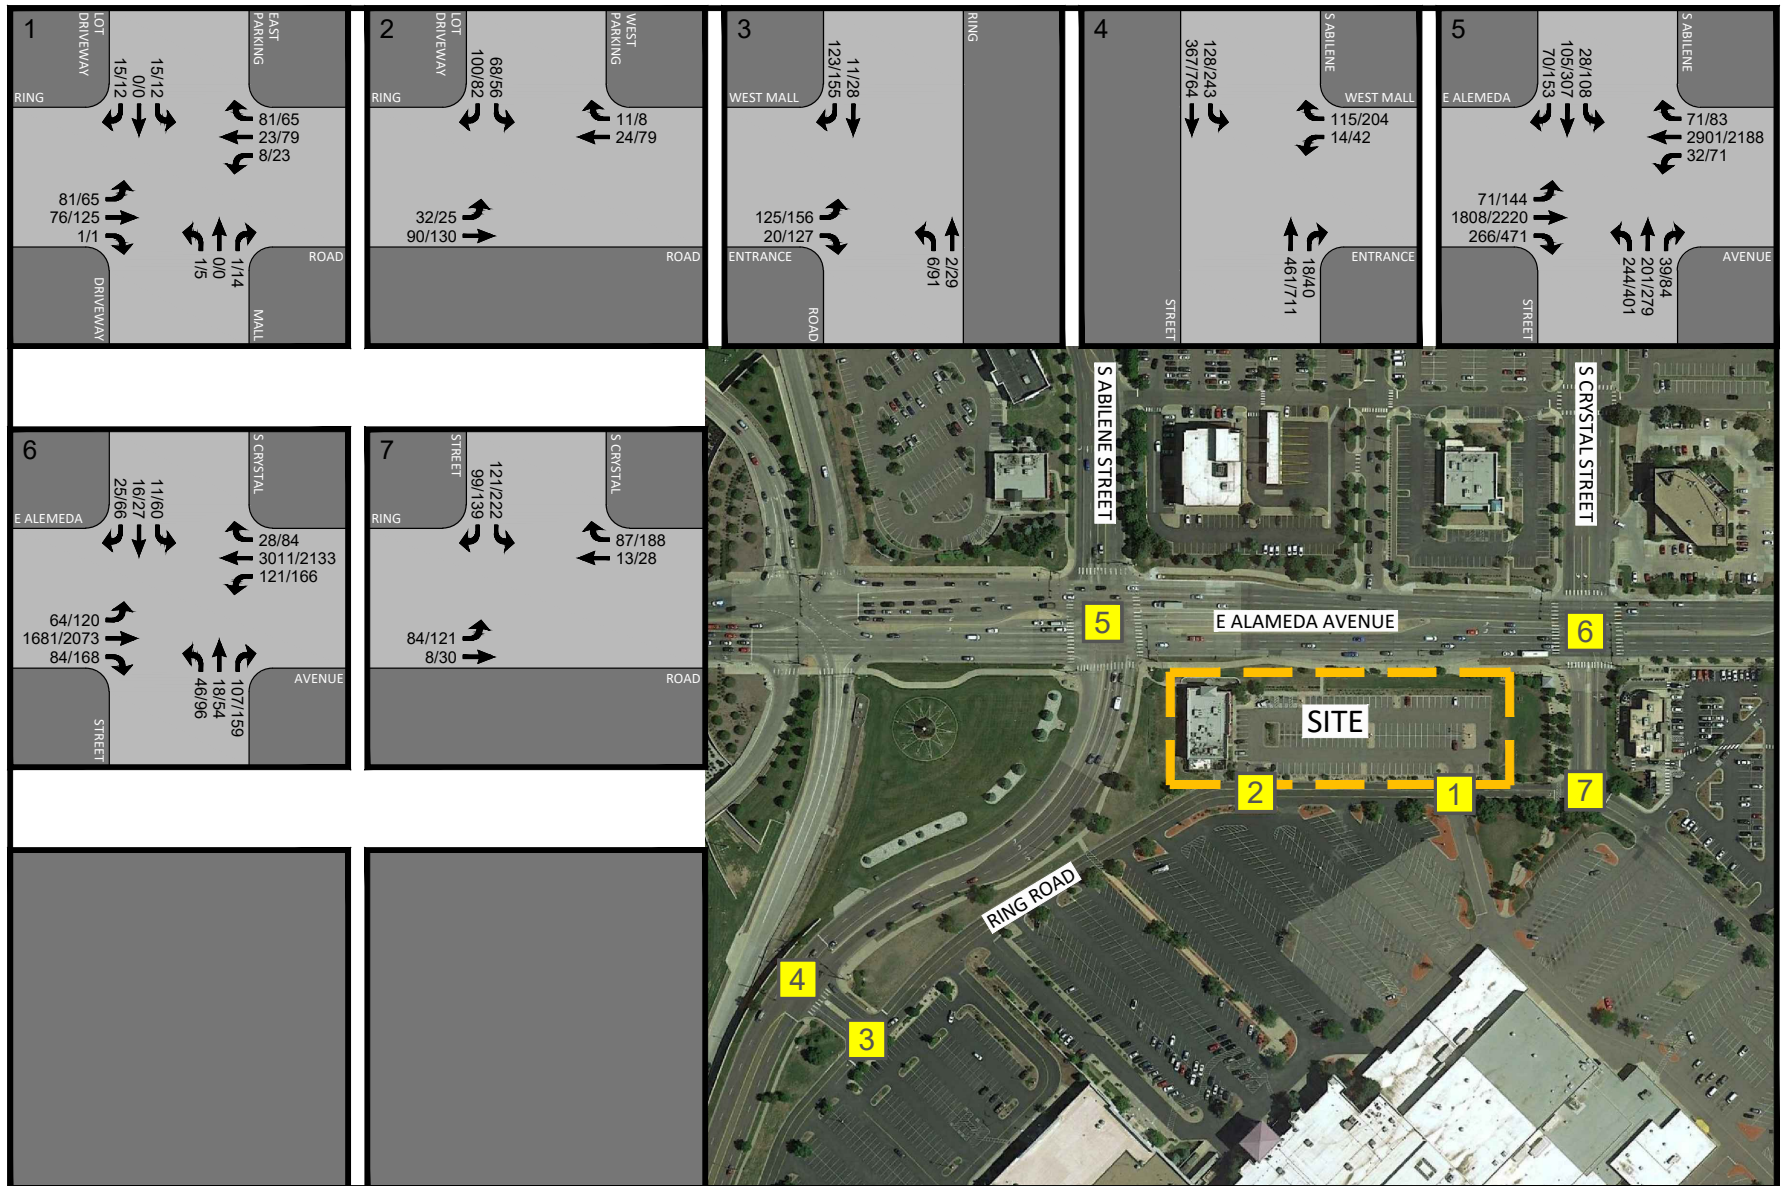 1
LOT
DRIVEWAY
EAST
PARKING
RING
15/12
0/0
15/12
81/65
23/79
8/23
81/65
76/125
1/1
1/5
0/0
1/14
ROAD
DRIVEWAY
MALL
2
LOT
DRIVEWAY
WEST
PARKING
RING
100/82
68/56
11/8
24/79
32/25
90/130
ROAD
3
RING
WEST MALL
123/155
11/28
125/156
20/127
6/91
2/29
ENTRANCE
ROAD
4
S ABILENE
367/764
128/243
WEST MALL
115/204
14/42
461/711
18/40
ENTRANCE
STREET
5
S ABILENE
E ALAMEDA
70/153
105/307
28/108
71/83
2901/2188
32/71
71/144
1808/2220
266/471
244/401
201/279
39/84
AVENUE
STREET
6
S CRYSTAL
E ALAMEDA
25/66
16/27
11/60
28/84
3011/2133
121/166
64/120
1681/2073
84/168
46/96
18/54
107/159
AVENUE
STREET
7
STREET
S CRYSTAL
RING
99/139
121/222
87/188
13/28
84/121
8/30
ROAD
S ABILENE STREET
S CRYSTAL STREET
5
E ALAMEDA AVENUE
6
SITE
2
1
7
RING ROAD
4
3